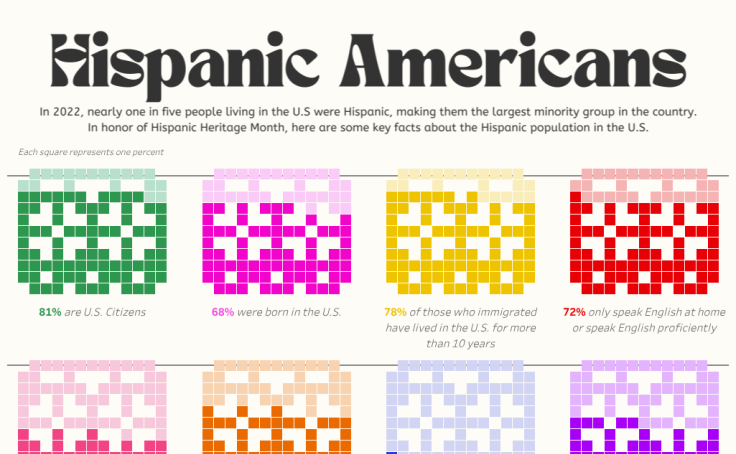 Hispanic Americans
In 2022, nearly one in five people living in the U.S were Hispanic, making them the largest minority group in the country.
In honor of Hispanic Heritage Month, here are some key facts about the Hispanic population in the U.S.
Each square represents one percent
81% are U.S. Citizens
68% were born in the U.S.
78% of those who immigrated
have lived in the U.S. for more
than 10 years
72% only speak English at home
or speak English proficiently